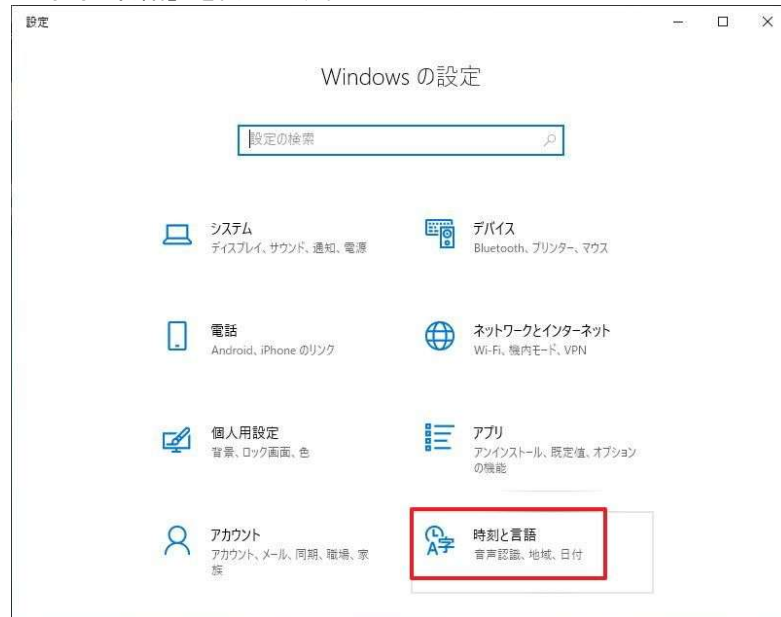 設定
Windows の設定
設定の検索
システム
ディスプレイ、サウンド、通知、電源
デバイス
Bluetooth、プリンター、マウス
電話
Android、iPhone のリンク
ネットワークとインターネット
Wi-Fi、機内モード、VPN
個人用設定
背景、ロック画面、色
アプリ
アンインストール、既定値、オプション
の機能
アカウント
アカウント、メール、同期、職場、家
族
時刻と言語
音声認識、地域、日付